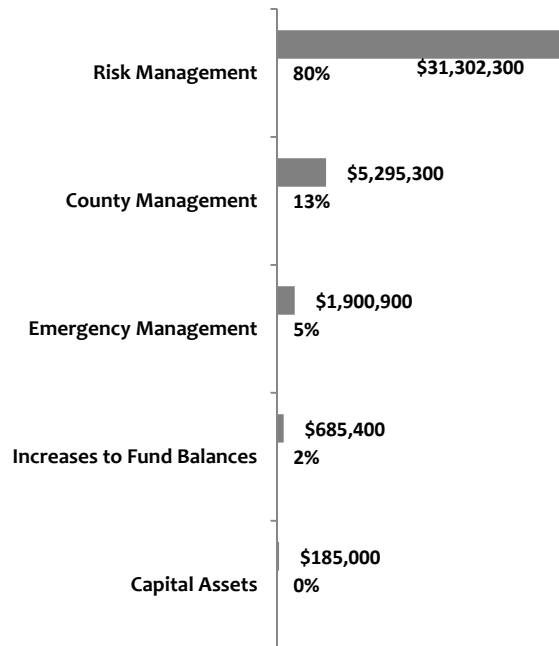 $31,302,300
Risk Management 80%
$5,295,300
County Management 13%
$1,900,900
Emergency Management 5%
$685,400
Increases to Fund Balances 2%
$185,000
Capital Assets 0%